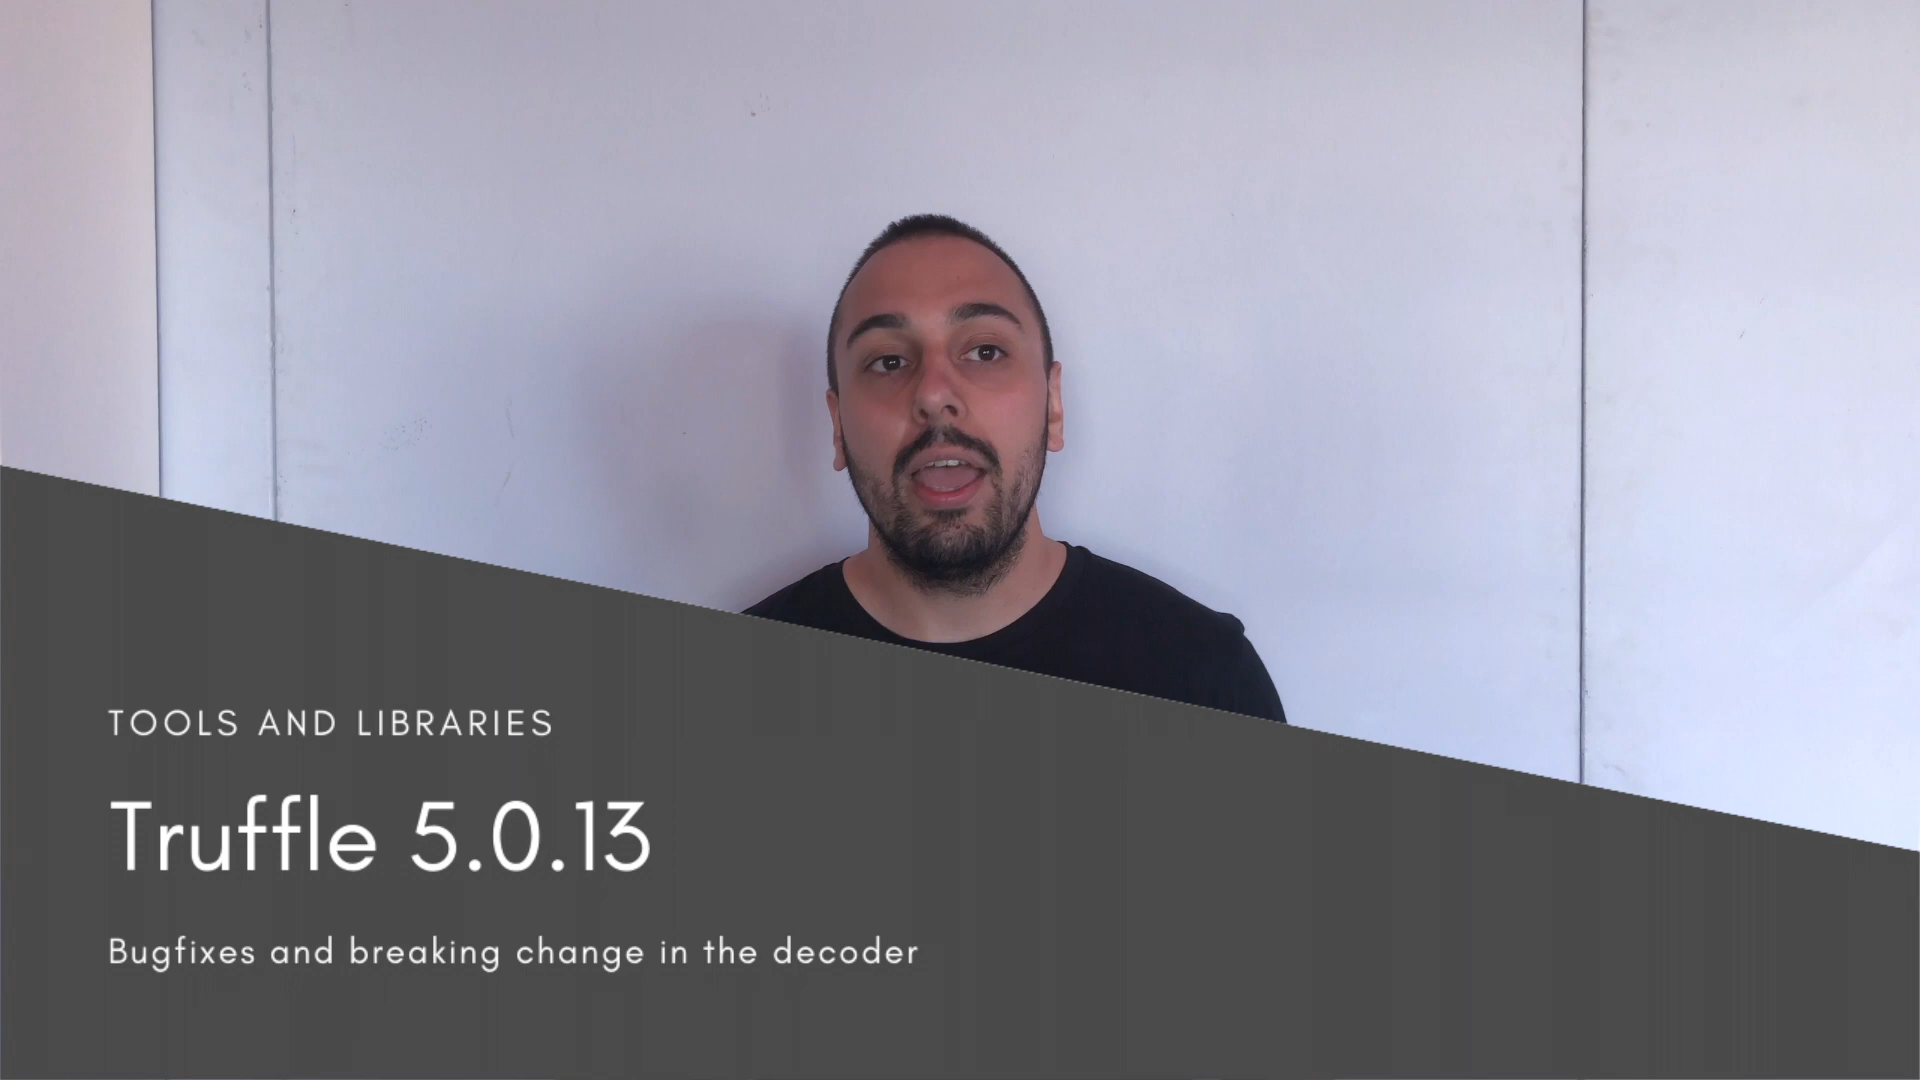 TOOLS AND LIBRARIES
Truffle 5.0.13
Bugfixes and breaking change in the decoder